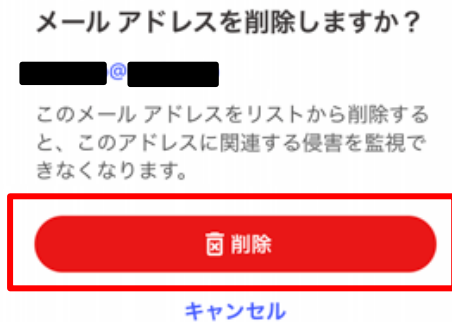 メール アドレスを削除しますか？
@
このメール アドレスをリストから削除する
と、このアドレスに関連する侵害を監視で
きなくなります。
削除
キャンセル